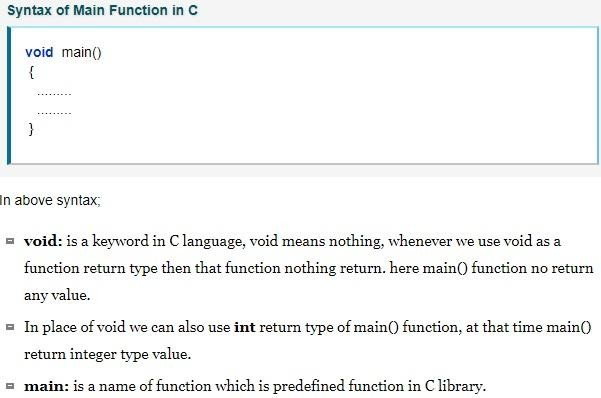 Syntax of Main Function in C
void main()
{
.........
.........
}
In above syntax;
void: is a keyword in C language, void means nothing, whenever we use void as a
function return type then that function nothing return. here main() function no return
any value.
In place of void we can also use int return type of main() function, at that time main()
return integer type value.
main: is a name of function which is predefined function in C library.